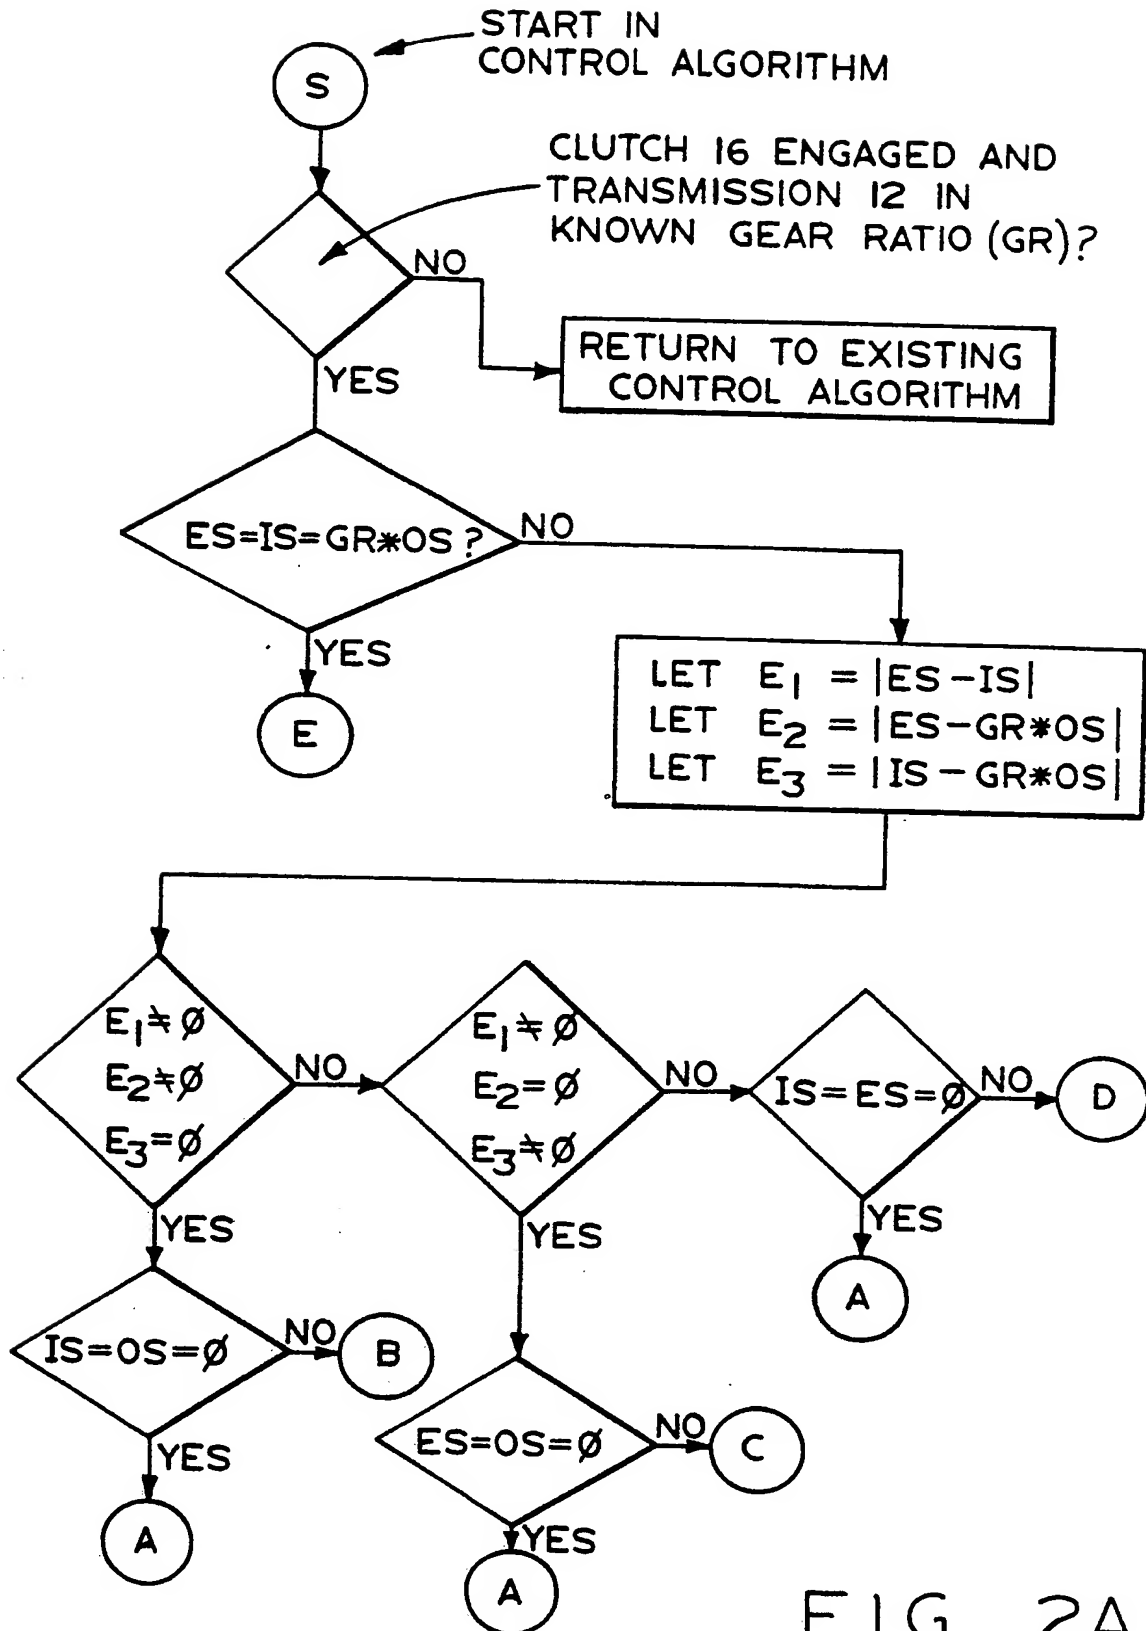 START IN
CONTROL ALGORITHM
S
CLUTCH 16 ENGAGED AND
TRANSMISSION 12 IN
KNOWN GEAR RATIO (GR)?
NO
RETURN TO EXISTING
CONTROL ALGORITHM
YES
ES=IS=GR*OS?
NO
YES
E
LET E₁ = |ES-IS|
LET E₂ = |ES-GR*OS|
LET E₃ = |IS-GR*OS|
E₁≠Ø
E₂≠Ø
E₃=Ø
NO
E₁≠Ø
E₂=Ø
E₃≠Ø
NO
IS=ES=Ø
NO
D
YES
YES
YES
A
IS=OS=Ø
NO
B
ES=OS=Ø
NO
C
YES
A
YES
A
FIG 2A